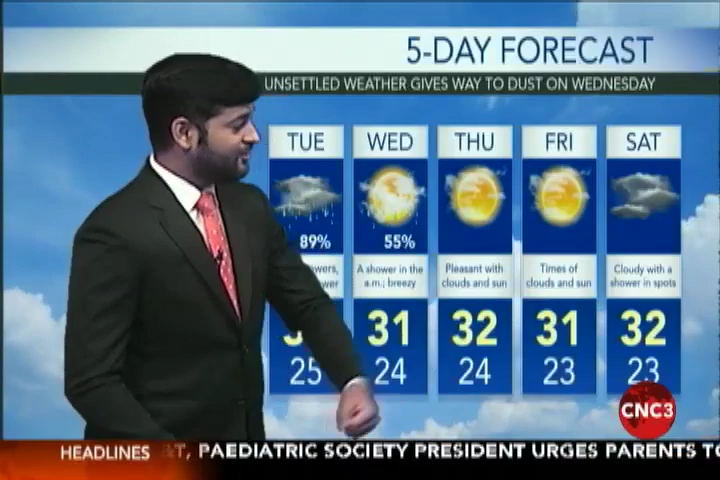 5-DAY FORECAST
UNSETTLED WEATHER GIVES WAY TO DUST ON WEDNESDAY
TUE WED THU FRI SAT
89% 55%
A shower in the
a.m.; breezy
Pleasant with
clouds and sun
Times of
clouds and sun
Cloudy with a
shower in spots
31 32 31 32
25 24 24 23 23
CNC3
HEADLINES PAEDIATRIC SOCIETY PRESIDENT URGES PARENTS